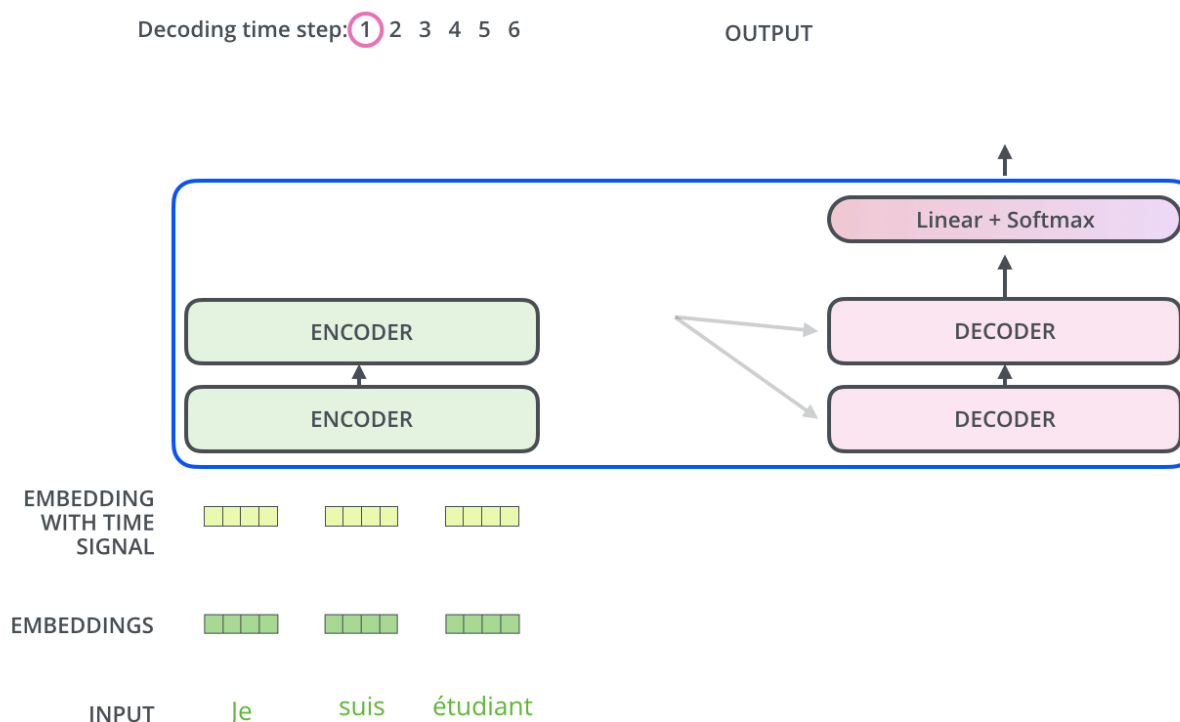 Decoding time step: 1 2 3 4 5 6
OUTPUT
Linear + Softmax
ENCODER
DECODER
ENCODER
DECODER
EMBEDDING
WITH TIME
SIGNAL
EMBEDDINGS
INPUT
Je
suis
étudiant